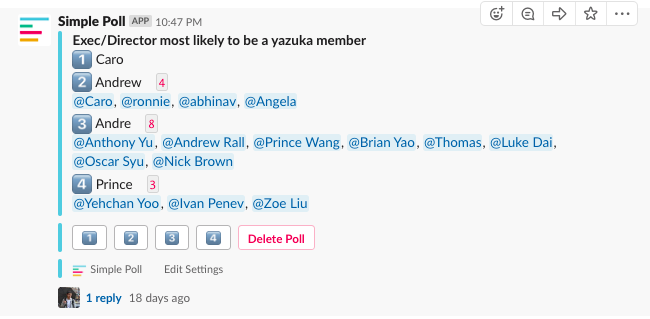 Simple Poll APP 10:47 PM
Exec/Director most likely to be a yazuka member
1 Caro
2 Andrew 4
@Caro, @ronnie, @abhinav, @Angela
3 Andre 8
@Anthony Yu, @Andrew Rall, @Prince Wang, @Brian Yao, @Thomas, @Luke Dai,
@Oscar Syu, @Nick Brown
4 Prince 3
@Yehchan Yoo, @Ivan Penev, @Zoe Liu
1 2 3 4 Delete Poll
Simple Poll Edit Settings
1 reply 18 days ago